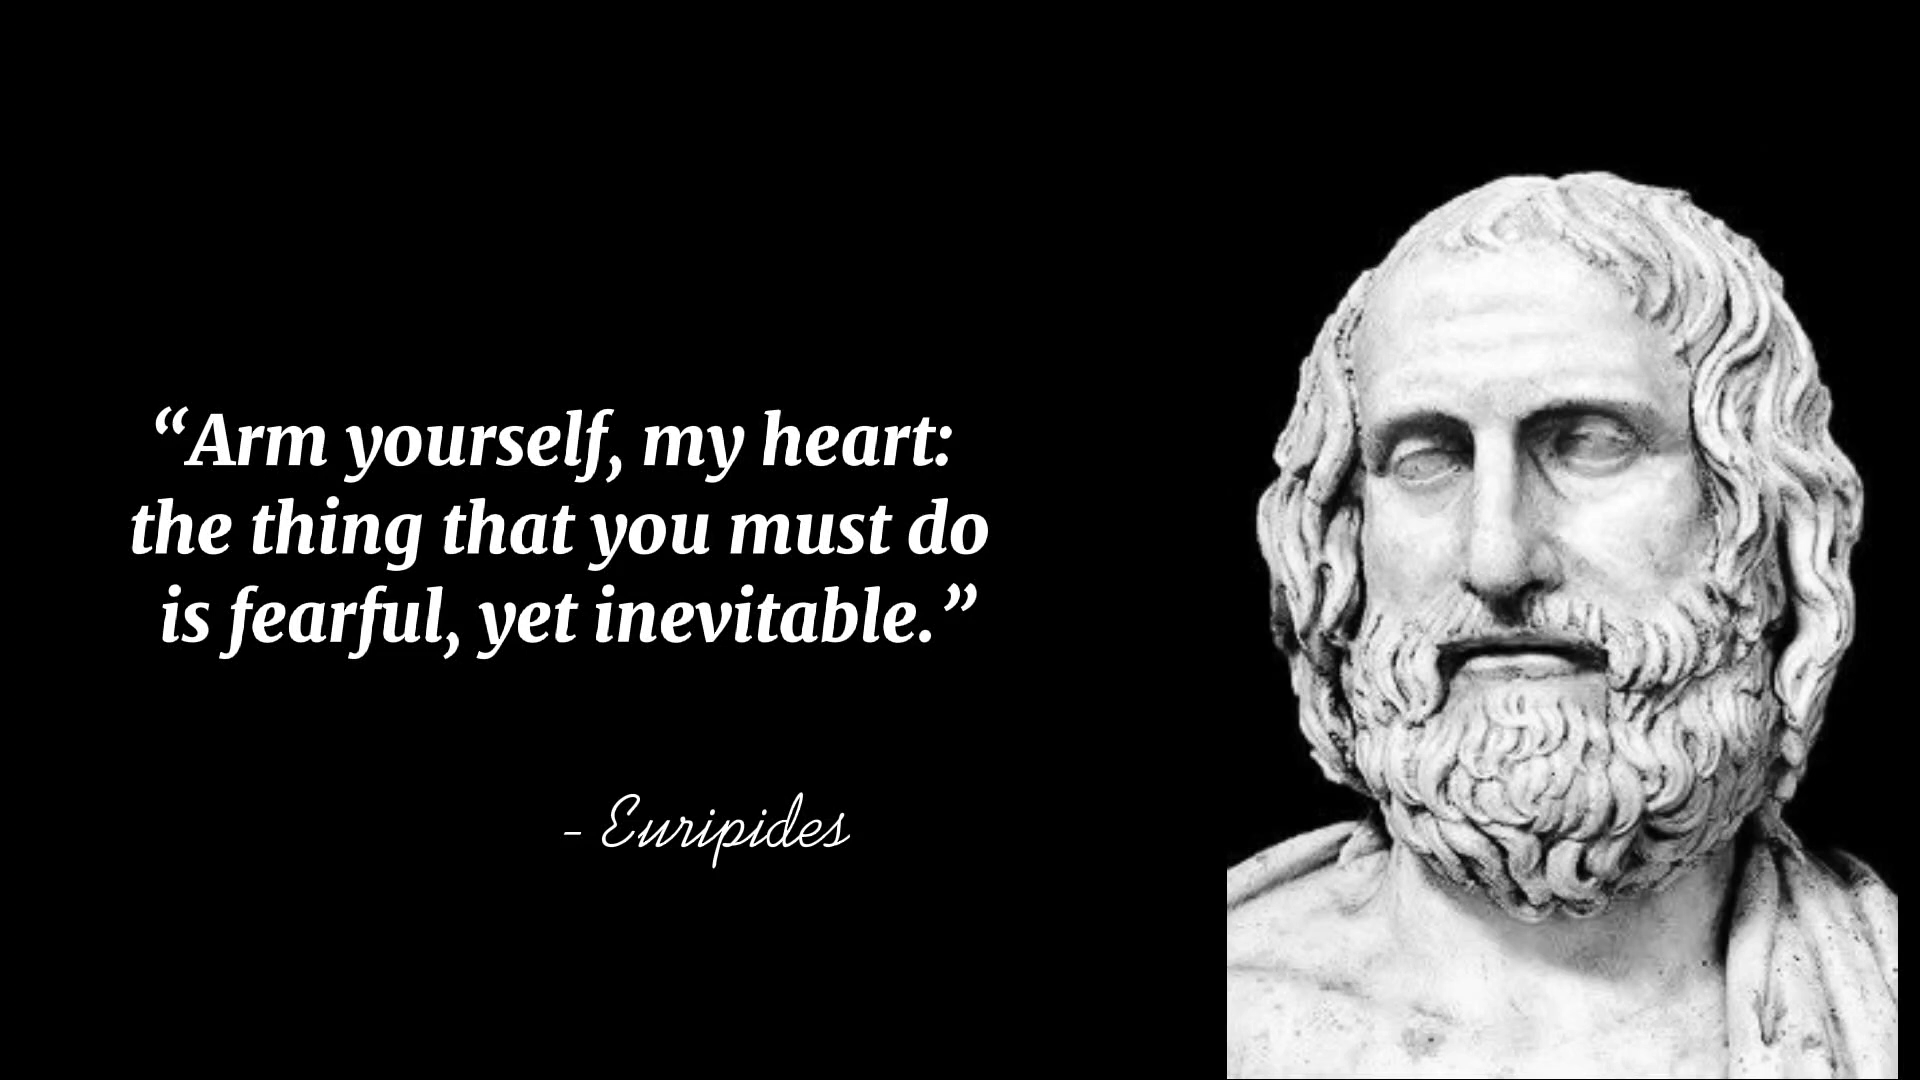 “Arm yourself, my heart:
the thing that you must do
is fearful, yet inevitable.”
- Euripides